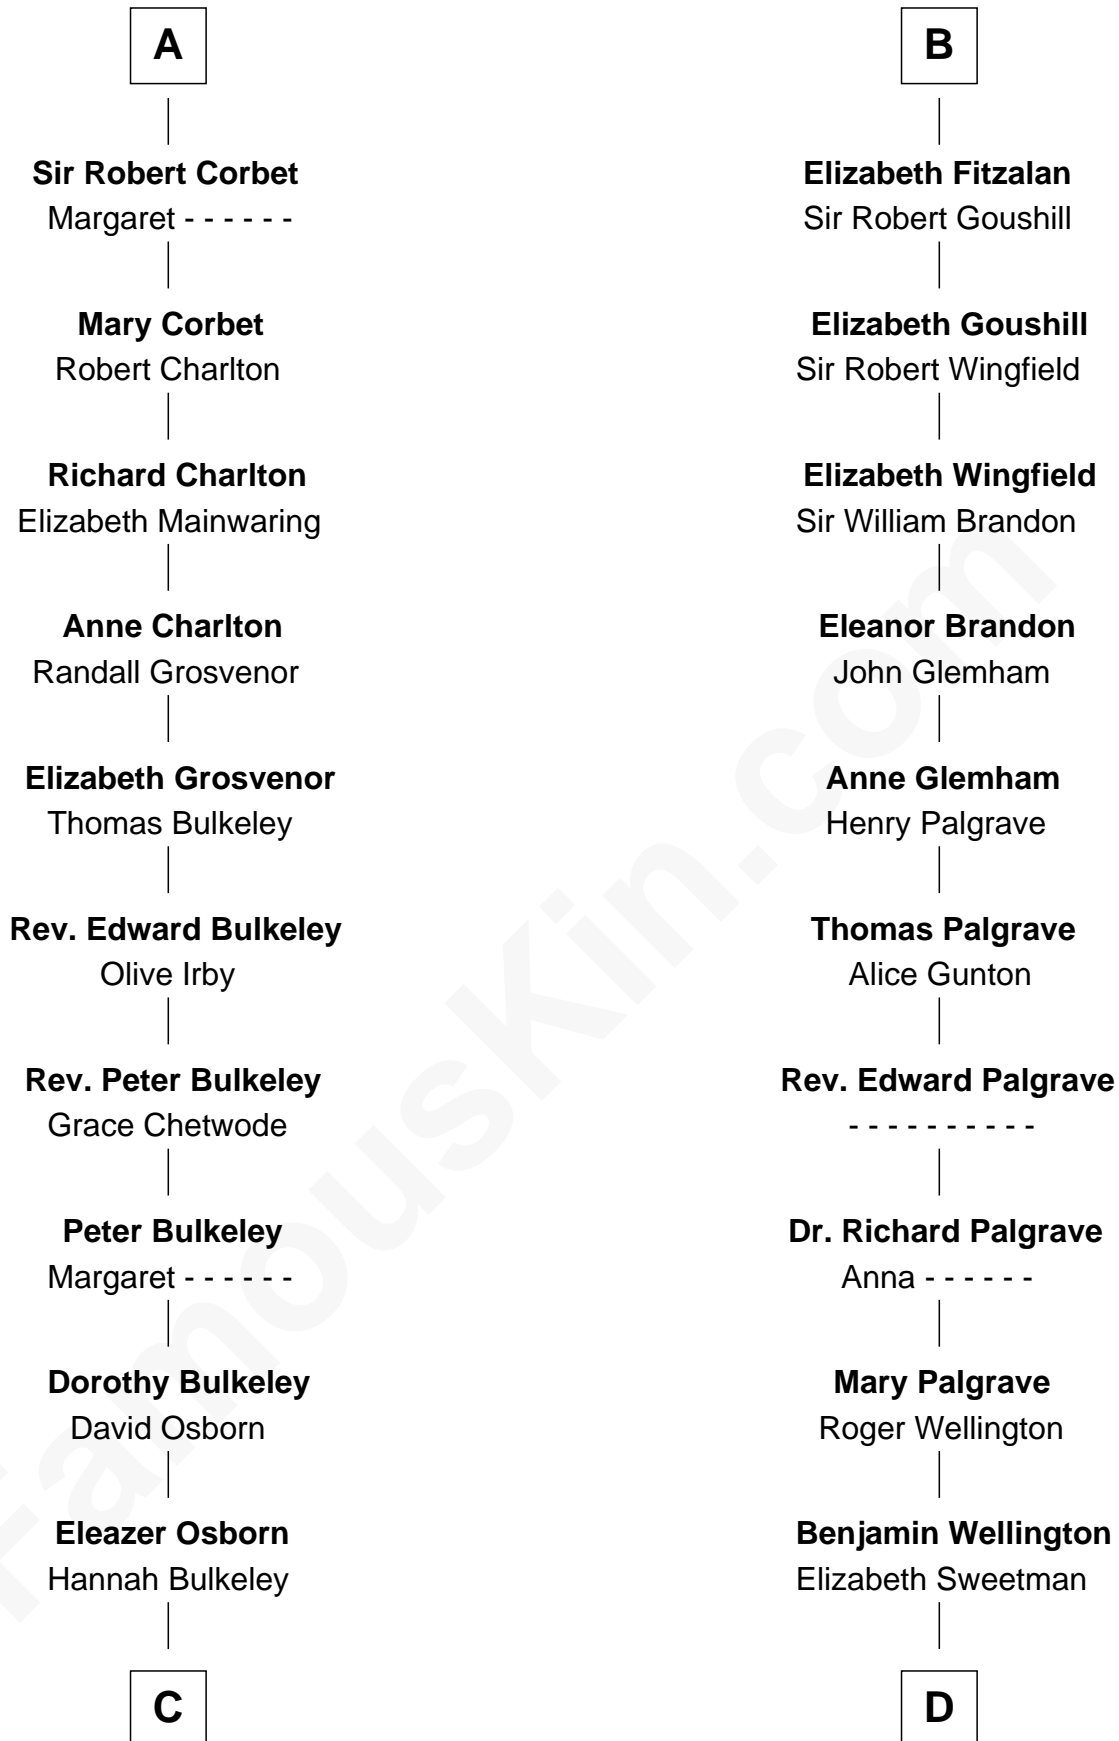 A
Sir Robert Corbet
Margaret - - - - - -
Mary Corbet
Robert Charlton
Richard Charlton
Elizabeth Mainwaring
Anne Charlton
Randall Grosvenor
Elizabeth Grosvenor
Thomas Bulkeley
Rev. Edward Bulkeley
Olive Irby
Rev. Peter Bulkeley
Grace Chetwode
Peter Bulkeley
Margaret - - - - - -
Dorothy Bulkeley
David Osborn
Eleazer Osborn
Hannah Bulkeley
C
B
Elizabeth Fitzalan
Sir Robert Goushill
Elizabeth Goushill
Sir Robert Wingfield
Elizabeth Wingfield
Sir William Brandon
Eleanor Brandon
John Glemham
Anne Glemham
Henry Palgrave
Thomas Palgrave
Alice Gunton
Rev. Edward Palgrave
- - - - - - - - - -
Dr. Richard Palgrave
Anna - - - - - -
Mary Palgrave
Roger Wellington
Benjamin Wellington
Elizabeth Sweetman
D
FamousKin.com